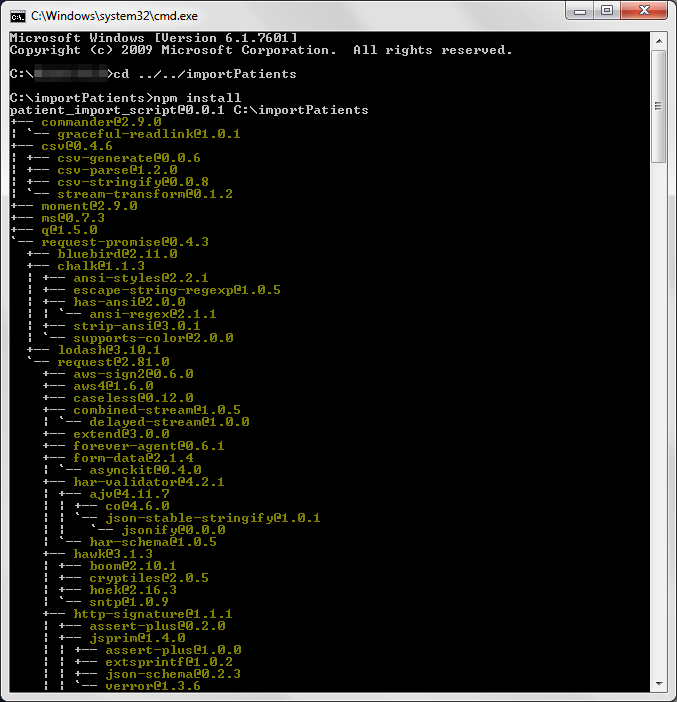 C:\Windows\system32\cmd.exe
Microsoft Windows [Version 6.1.7601]
Copyright (c) 2009 Microsoft Corporation.  All rights reserved.
C:\ >cd ../../importPatients
C:\importPatients>npm install
patient_import_script@0.0.1 C:\importPatients
+-- commander@2.9.0
¦ `-- graceful-readlink@1.0.1
+-- csv@0.4.6
¦ +-- csv-generate@0.0.6
¦ +-- csv-parse@1.2.0
¦ +-- csv-stringify@0.0.8
¦ `-- stream-transform@0.1.2
+-- moment@2.9.0
+-- ms@0.7.3
+-- q@1.5.0
`-- request-promise@0.4.3
  +-- bluebird@2.11.0
  +-- chalk@1.1.3
  ¦ +-- ansi-styles@2.2.1
  ¦ +-- escape-string-regexp@1.0.5
  ¦ +-- has-ansi@2.0.0
  ¦ ¦ `-- ansi-regex@2.1.1
  ¦ +-- strip-ansi@3.0.1
  ¦ `-- supports-color@2.0.0
  +-- lodash@3.10.1
  `-- request@2.81.0
    +-- aws-sign2@0.6.0
    +-- aws4@1.6.0
    +-- caseless@0.12.0
    +-- combined-stream@1.0.5
    ¦ `-- delayed-stream@1.0.0
    +-- extend@3.0.0
    +-- forever-agent@0.6.1
    +-- form-data@2.1.4
    ¦ `-- asynckit@0.4.0
    +-- har-validator@4.2.1
    ¦ +-- ajv@4.11.7
    ¦ ¦ +-- co@4.6.0
    ¦ ¦ `-- json-stable-stringify@1.0.1
    ¦ ¦   `-- jsonify@0.0.0
    ¦ `-- har-schema@1.0.5
    +-- hawk@3.1.3
    ¦ +-- boom@2.10.1
    ¦ +-- cryptiles@2.0.5
    ¦ +-- hoek@2.16.3
    ¦ `-- sntp@1.0.9
    +-- http-signature@1.1.1
    ¦ +-- assert-plus@0.2.0
    ¦ +-- jsprim@1.4.0
    ¦ ¦ +-- assert-plus@1.0.0
    ¦ ¦ +-- extsprintf@1.0.2
    ¦ ¦ +-- json-schema@0.2.3
    ¦ ¦ `-- verror@1.3.6